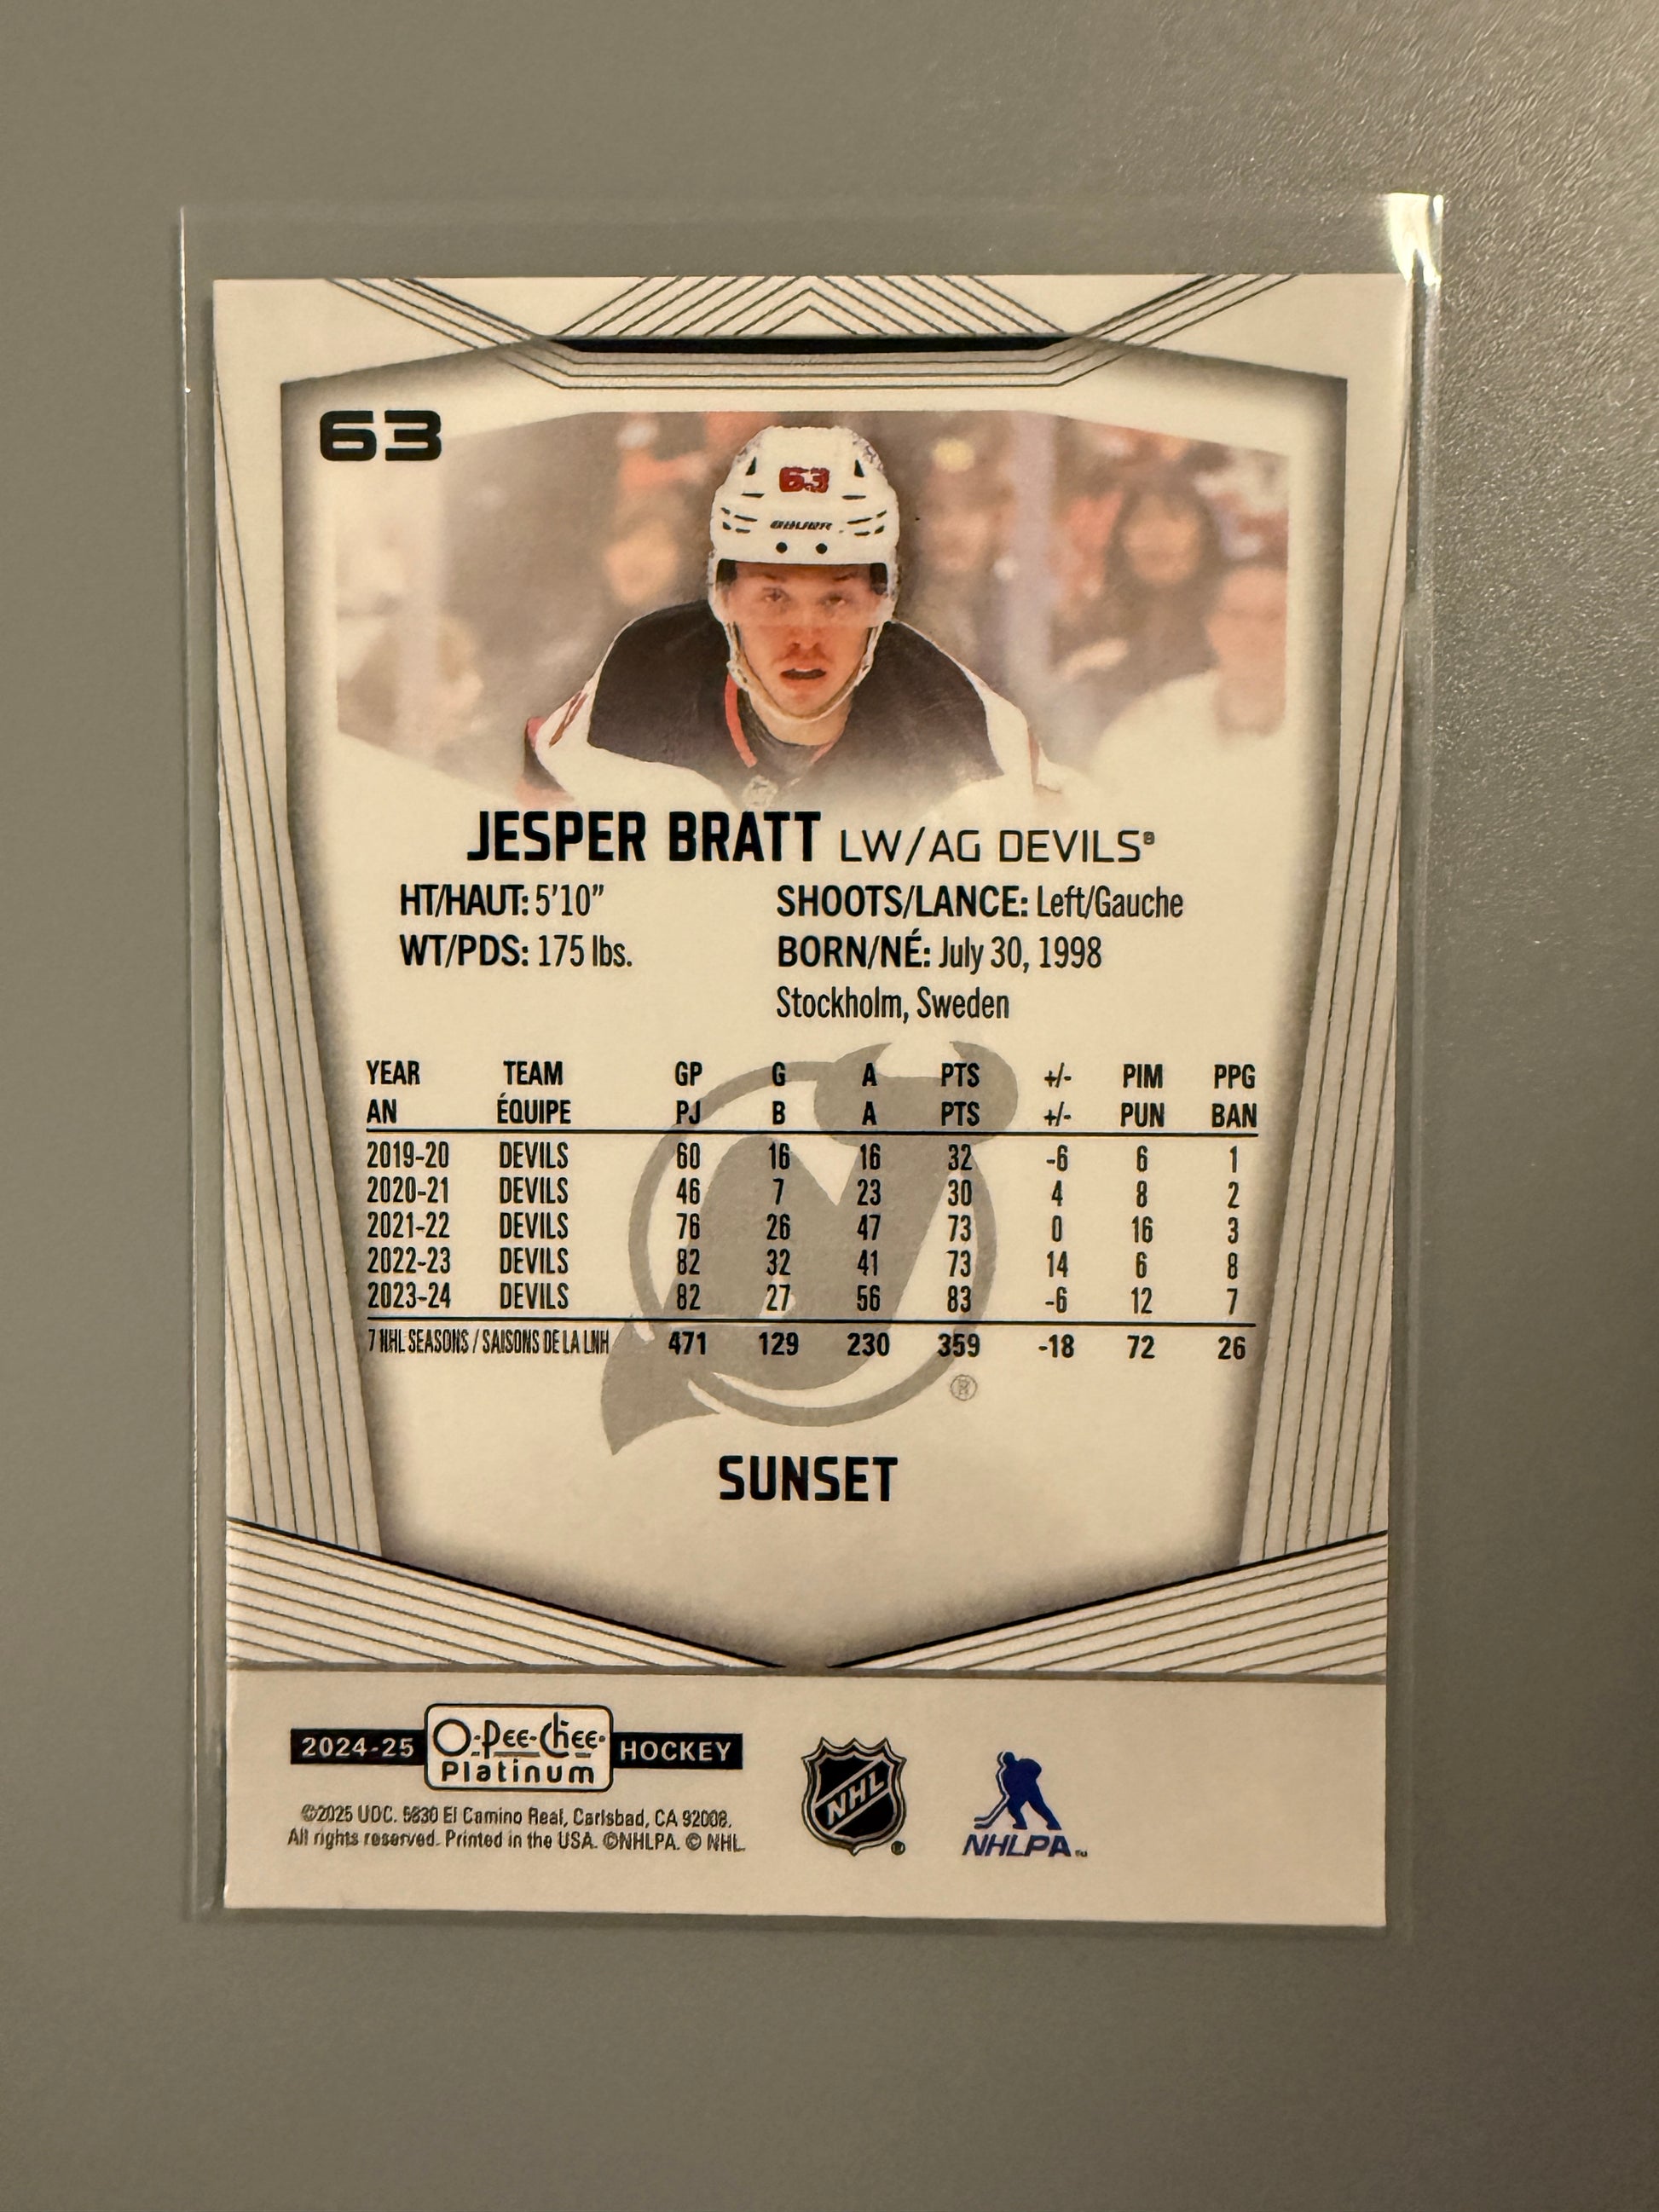 63
63
BAUER
JESPER BRATT LW/AG DEVILS®
HT/HAUT: 5'10” SHOOTS/LANCE: Left/Gauche
WT/PDS: 175 lbs. BORN/NÉ: July 30, 1998
Stockholm, Sweden
YEAR TEAM GP G A PTS +/- PIM PPG
AN ÉQUIPE PJ B A PTS +/- PUN BAN
2019-20 DEVILS 60 16 16 32 -6 6 1
2020-21 DEVILS 46 7 23 30 4 8 2
2021-22 DEVILS 76 26 47 73 0 16 3
2022-23 DEVILS 82 32 41 73 14 6 8
2023-24 DEVILS 82 27 56 83 -6 12 7
7 NHL SEASONS / SAISONS DE LA LNH 471 129 230 359 -18 72 26
®
SUNSET
2024-25 O-Pee-Chee® HOCKEY
Platinum
©2025 UDC. 5830 El Camino Real, Carlsbad, CA 92008.
All rights reserved. Printed in the USA. ©NHLPA. © NHL.
NHL®
NHLPA™